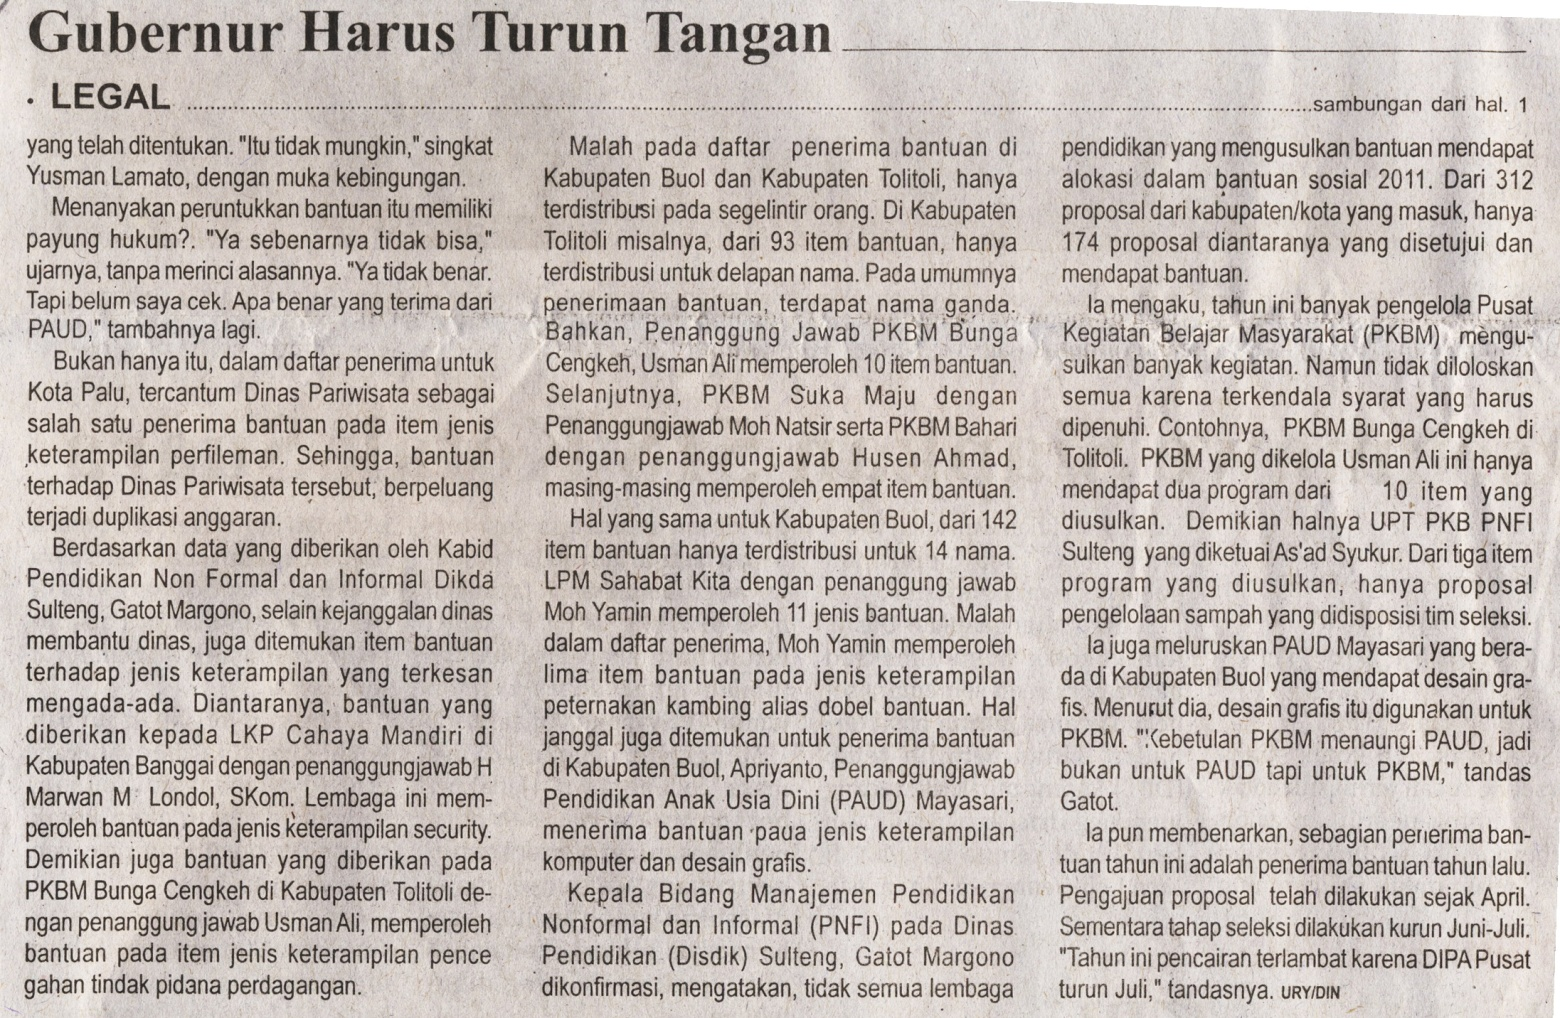 Gubernur Harus Turun Tangan
• LEGAL ...sambungan dari hal. 1
yang telah ditentukan. "Itu tidak mungkin," singkat
Yusman Lamato, dengan muka kebingungan.
Menanyakan peruntukkan bantuan itu memiliki
payung hukum?. "Ya sebenarnya tidak bisa,"
ujarnya, tanpa merinci alasannya. "Ya tidak benar.
Tapi belum saya cek. Apa benar yang terima dari
PAUD," tambahnya lagi.
Bukan hanya itu, dalam daftar penerima untuk
Kota Palu, tercantum Dinas Pariwisata sebagai
salah satu penerima bantuan pada item jenis
keterampilan perfileman. Sehingga, bantuan
terhadap Dinas Pariwisata tersebut, berpeluang
terjadi duplikasi anggaran.
Berdasarkan data yang diberikan oleh Kabid
Pendidikan Non Formal dan Informal Dikda
Sulteng, Gatot Margono, selain kejanggalan dinas
membantu dinas, juga ditemukan item bantuan
terhadap jenis keterampilan yang terkesan
mengada-ada. Diantaranya, bantuan yang
diberikan kepada LKP Cahaya Mandiri di
Kabupaten Banggai dengan penanggungjawab H
Marwan M Londol, SKom. Lembaga ini mem-
peroleh bantuan pada jenis keterampilan security.
Demikian juga bantuan yang diberikan pada
PKBM Bunga Cengkeh di Kabupaten Tolitoli de-
ngan penanggung jawab Usman Ali, memperoleh
bantuan pada item jenis keterampilan pence
gahan tindak pidana perdagangan.
Malah pada daftar penerima bantuan di
Kabupaten Buol dan Kabupaten Tolitoli, hanya
terdistribusi pada segelintir orang. Di Kabupaten
Tolitoli misalnya, dari 93 item bantuan, hanya
terdistribusi untuk delapan nama. Pada umumnya
penerimaan bantuan, terdapat nama ganda.
Bahkan, Penanggung Jawab PKBM Bunga
Cengkeh, Usman Ali memperoleh 10 item bantuan.
Selanjutnya, PKBM Suka Maju dengan
Penanggungjawab Moh Natsir serta PKBM Bahari
dengan penanggungjawab Husen Ahmad,
masing-masing memperoleh empat item bantuan.
Hal yang sama untuk Kabupaten Buol, dari 142
item bantuan hanya terdistribusi untuk 14 nama.
LPM Sahabat Kita dengan penanggung jawab
Moh Yamin memperoleh 11 jenis bantuan. Malah
dalam daftar penerima, Moh Yamin memperoleh
lima item bantuan pada jenis keterampilan
peternakan kambing alias dobel bantuan. Hal
janggal juga ditemukan untuk penerima bantuan
di Kabupaten Buol, Apriyanto, Penanggungjawab
Pendidikan Anak Usia Dini (PAUD) Mayasari,
menerima bantuan pada jenis keterampilan
komputer dan desain grafis.
Kepala Bidang Manajemen Pendidikan
Nonformal dan Informal (PNFI) pada Dinas
Pendidikan (Disdik) Sulteng, Gatot Margono
dikonfirmasi, mengatakan, tidak semua lembaga
pendidikan yang mengusulkan bantuan mendapat
alokasi dalam bantuan sosial 2011. Dari 312
proposal dari kabupaten/kota yang masuk, hanya
174 proposal diantaranya yang disetujui dan
mendapat bantuan.
Ia mengaku, tahun ini banyak pengelola Pusat
Kegiatan Belajar Masyarakat (PKBM) mengu-
sulkan banyak kegiatan. Namun tidak diloloskan
semua karena terkendala syarat yang harus
dipenuhi. Contohnya, PKBM Bunga Cengkeh di
Tolitoli. PKBM yang dikelola Usman Ali ini hanya
mendapat dua program dari 10 item yang
diusulkan. Demikian halnya UPT PKB PNFI
Sulteng yang diketuai As'ad Syukur. Dari tiga item
program yang diusulkan, hanya proposal
pengelolaan sampah yang didisposisi tim seleksi.
Ia juga meluruskan PAUD Mayasari yang bera-
da di Kabupaten Buol yang mendapat desain gra-
fis. Menurut dia, desain grafis itu digunakan untuk
PKBM. "Kebetulan PKBM menaungi PAUD, jadi
bukan untuk PAUD tapi untuk PKBM," tandas
Gatot.
Ia pun membenarkan, sebagian penerima ban-
tuan tahun ini adalah penerima bantuan tahun lalu.
Pengajuan proposal telah dilakukan sejak April.
Sementara tahap seleksi dilakukan kurun Juni-Juli.
"Tahun ini pencairan terlambat karena DIPA Pusat
turun Juli," tandasnya. URY/DIN